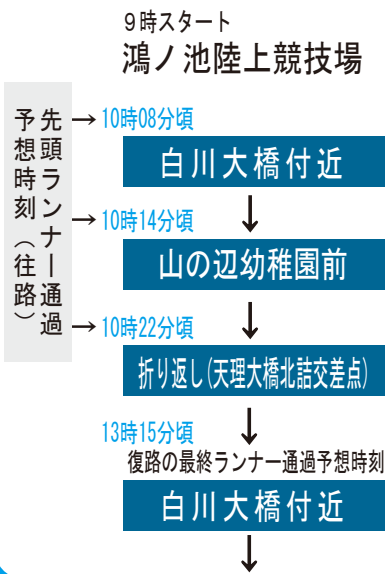 9時スタート
鴻ノ池陸上競技場
先頭ランナー通過
予想時刻(往路)
→10時08分頃
白川大橋付近
↓
→10時14分頃
山の辺幼稚園前
↓
→10時22分頃
折り返し(天理大橋北詰交差点)
↓
13時15分頃
復路の最終ランナー通過予想時刻
白川大橋付近
↓